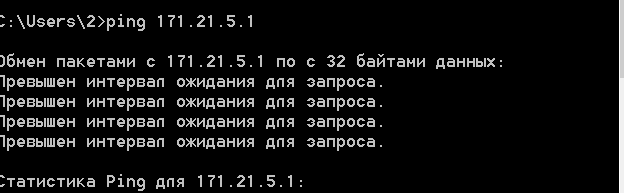 C:\Users\2>ping 171.21.5.1
Обмен пакетами с 171.21.5.1 по с 32 байтами данных:
Превышен интервал ожидания для запроса.
Превышен интервал ожидания для запроса.
Превышен интервал ожидания для запроса.
Превышен интервал ожидания для запроса.
Статистика Ping для 171.21.5.1: